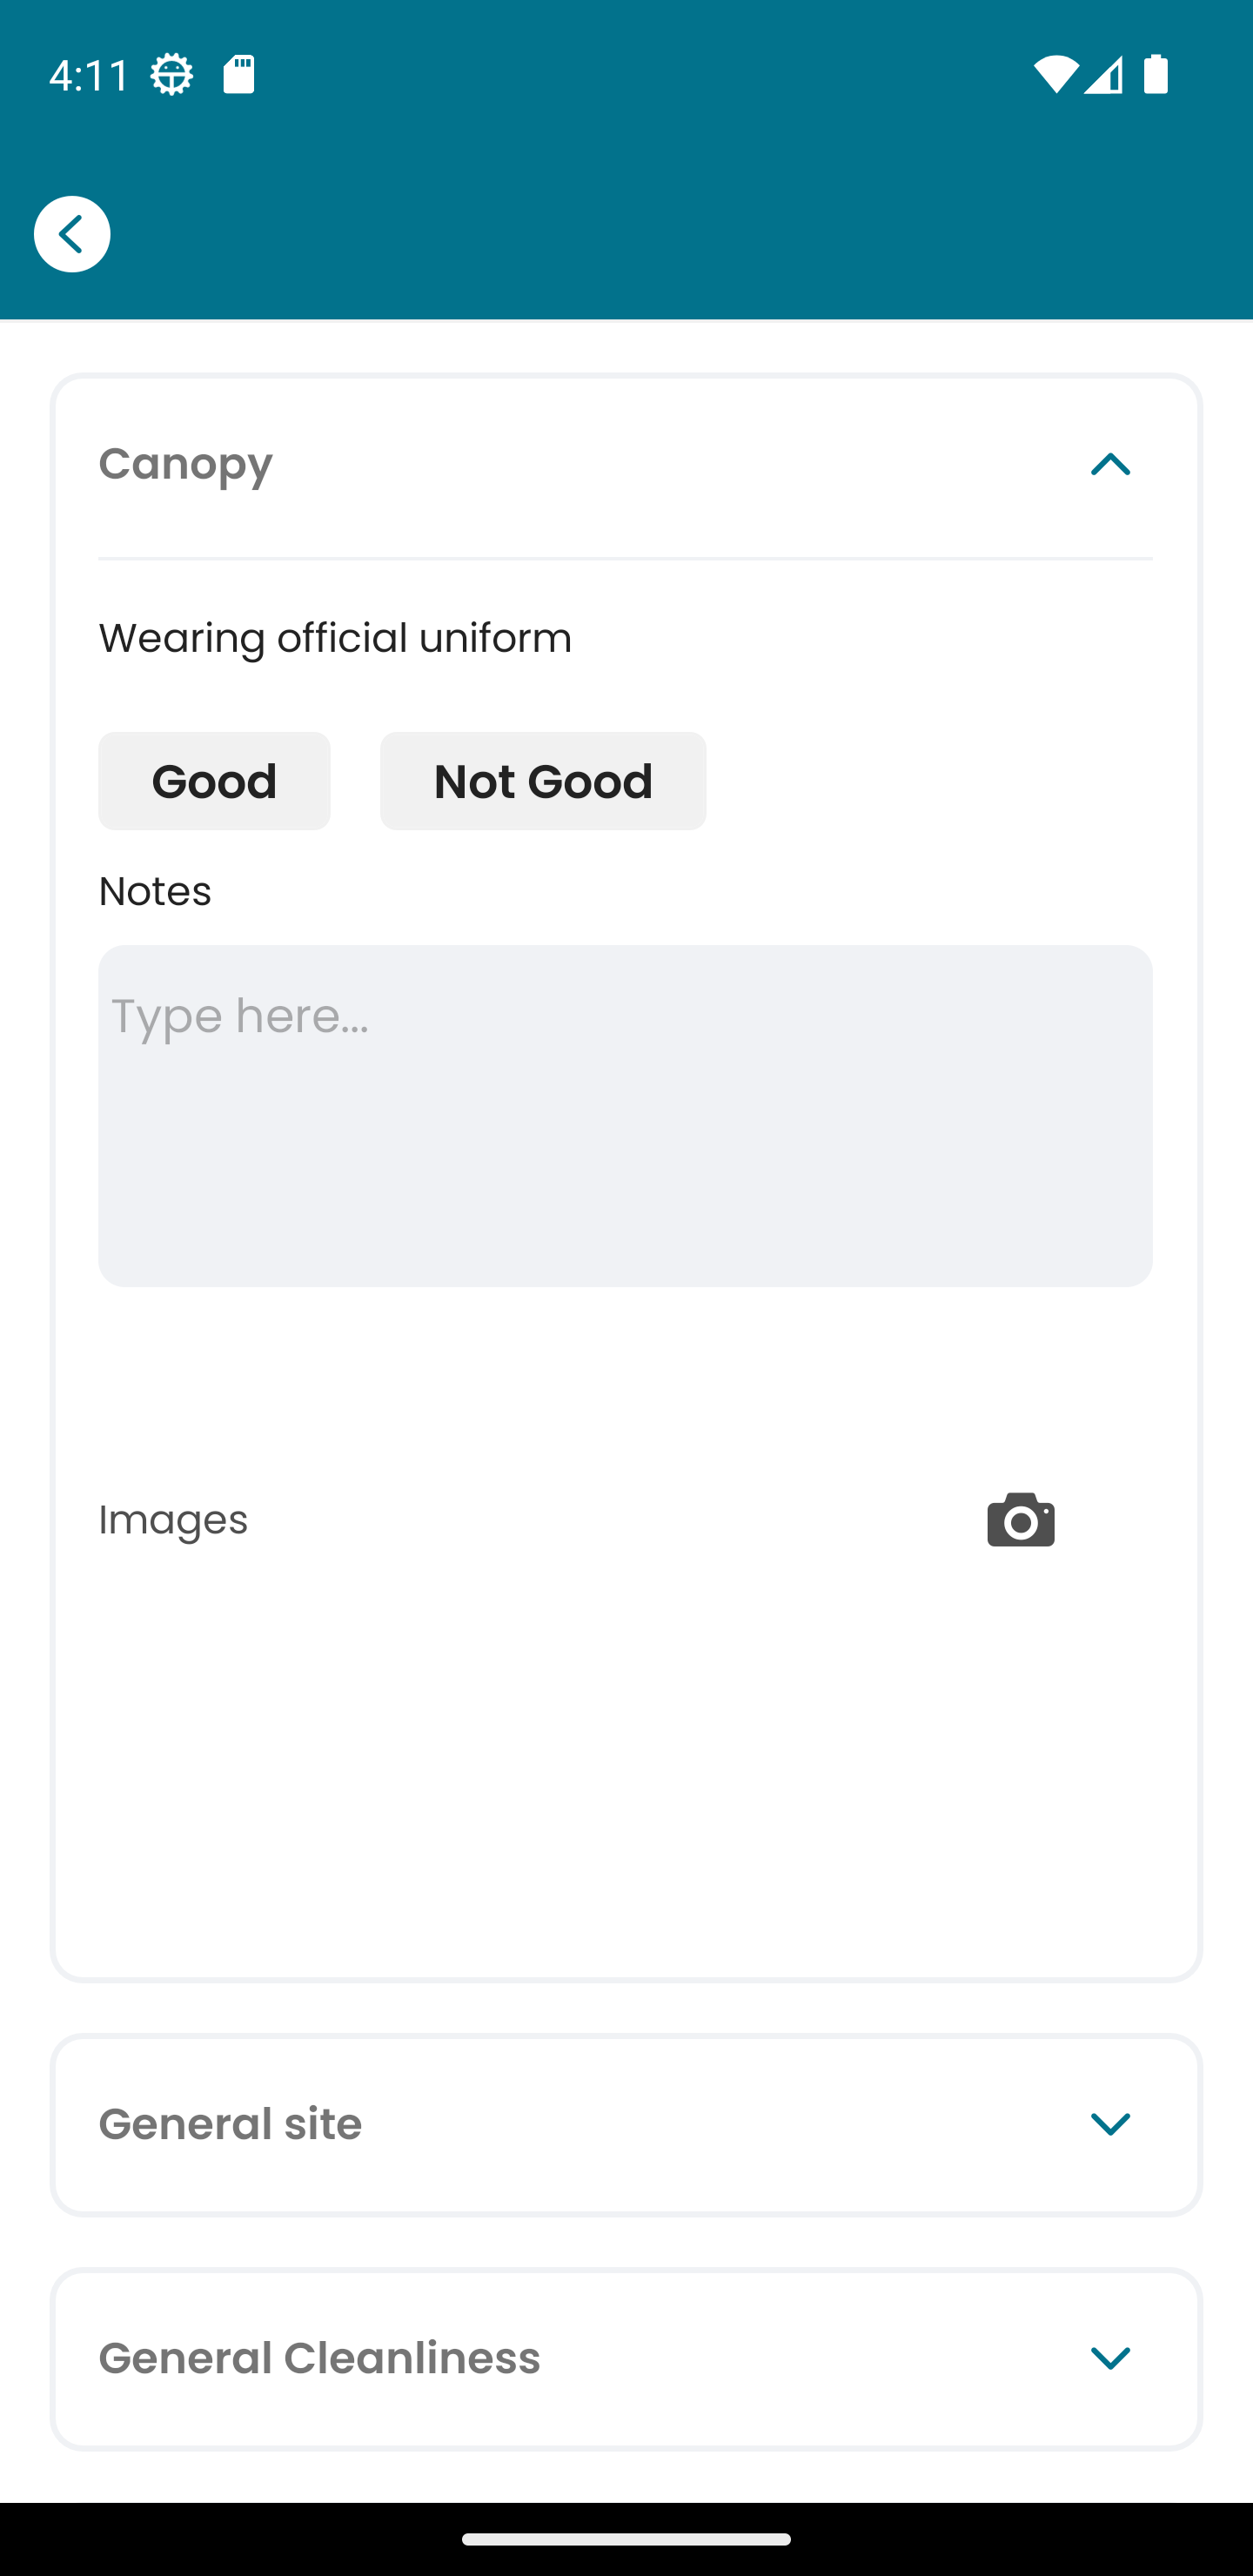 4:11
Canopy
Wearing official uniform
Good
Not Good
Notes
Type here...
Images
General site
General Cleanliness